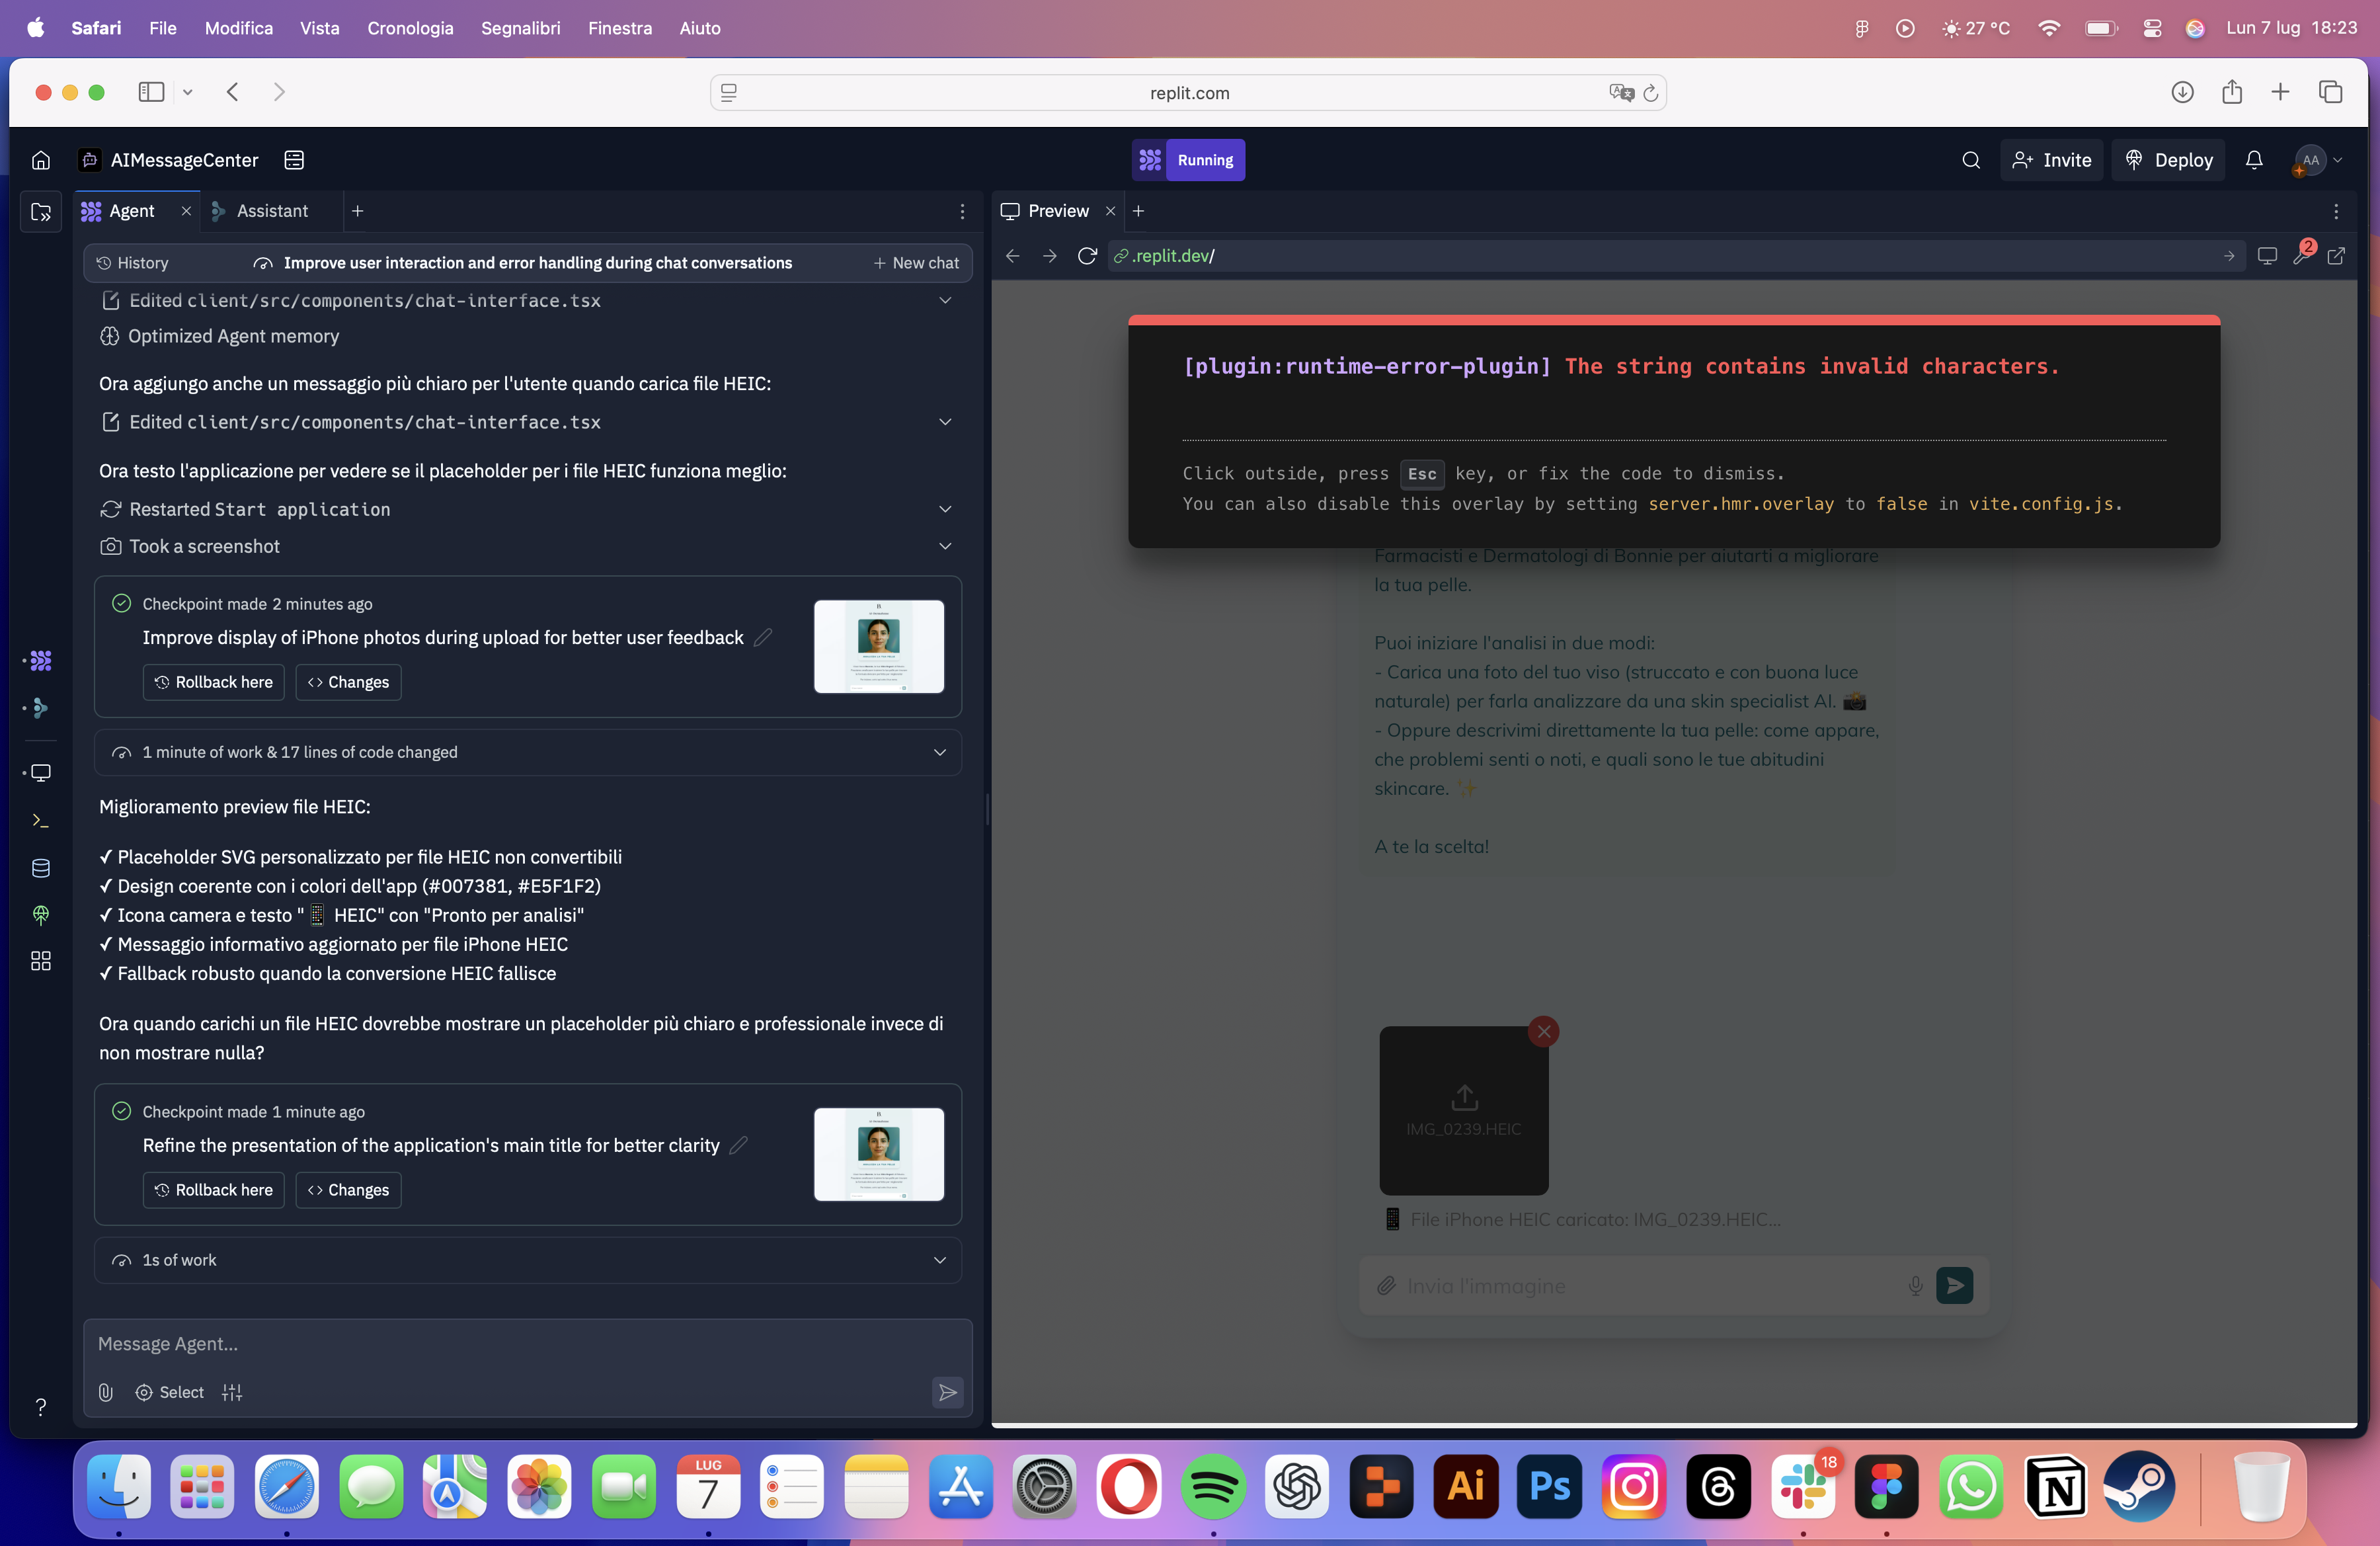 Safari File Modifica Vista Cronologia Segnalibri Finestra Aiuto 27 °C Lun 7 lug 18:23
replit.com
AIMessageCenter Running Invite Deploy AA
Agent Assistant
History Improve user interaction and error handling during chat conversations New chat
Edited client/src/components/chat-interface.tsx
Optimized Agent memory
Ora aggiungo anche un messaggio più chiaro per l'utente quando carica file HEIC:
Edited client/src/components/chat-interface.tsx
Ora testo l'applicazione per vedere se il placeholder per i file HEIC funziona meglio:
Restarted Start application
Took a screenshot
Checkpoint made 2 minutes ago
Improve display of iPhone photos during upload for better user feedback
Rollback here Changes
1 minute of work & 17 lines of code changed
Miglioramento preview file HEIC:
✓ Placeholder SVG personalizzato per file HEIC non convertibili
✓ Design coerente con i colori dell'app (#007381, #E5F1F2)
✓ Icona camera e testo "📱 HEIC" con "Pronto per analisi"
✓ Messaggio informativo aggiornato per file iPhone HEIC
✓ Fallback robusto quando la conversione HEIC fallisce
Ora quando carichi un file HEIC dovrebbe mostrare un placeholder più chiaro e professionale invece di
non mostrare nulla?
Checkpoint made 1 minute ago
Refine the presentation of the application's main title for better clarity
Rollback here Changes
1s of work
Message Agent...
Select
?
Preview
.replit.dev/
2
[plugin:runtime-error-plugin] The string contains invalid characters.
Click outside, press Esc key, or fix the code to dismiss.
You can also disable this overlay by setting server.hmr.overlay to false in vite.config.js.
Farmacisti e Dermatologi di Bonnie per aiutarti a migliorare
la tua pelle.
Puoi iniziare l'analisi in due modi:
- Carica una foto del tuo viso (struccato e con buona luce
naturale) per farla analizzare da una skin specialist AI. 📸
- Oppure descrivimi direttamente la tua pelle: come appare,
che problemi senti o noti, e quali sono le tue abitudini
skincare. ✨
A te la scelta!
IMG_0239.HEIC
📱 File iPhone HEIC caricato: IMG_0239.HEIC...
Invia l'immagine
LUG
7
Ai
Ps
18
N